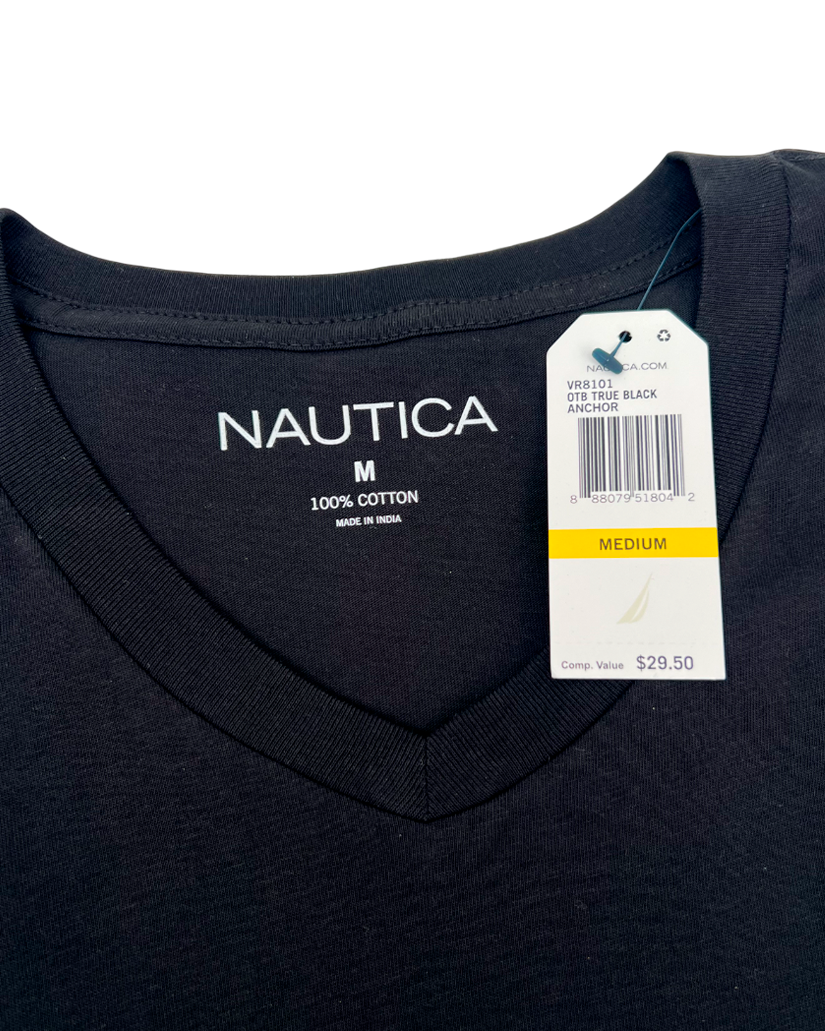 NAUTICA
M
100% COTTON
MADE IN INDIA
NAUTICA.COM
VR8101
0TB TRUE BLACK
ANCHOR
8 88079 51804 2
MEDIUM
Comp. Value $29.50